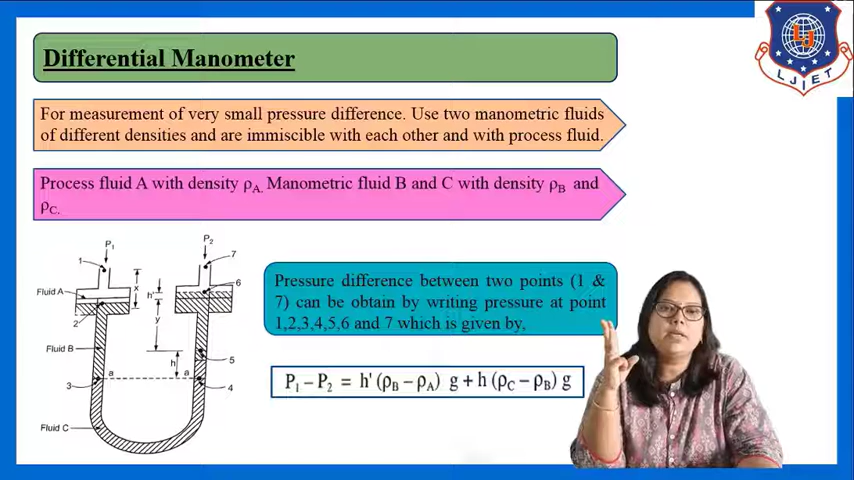 Differential Manometer
LJIET
For measurement of very small pressure difference. Use two manometric fluids
of different densities and are immiscible with each other and with process fluid.
Process fluid A with density ρA. Manometric fluid B and C with density ρB and
ρC.
P1
P2
1
7
6
x
h'
Fluid A
2
y
Fluid B
h
5
a
a
3
4
Fluid C
Pressure difference between two points (1 &
7) can be obtain by writing pressure at point
1,2,3,4,5,6 and 7 which is given by,
P1 – P2 = h' (ρB – ρA) g + h (ρC – ρB) g